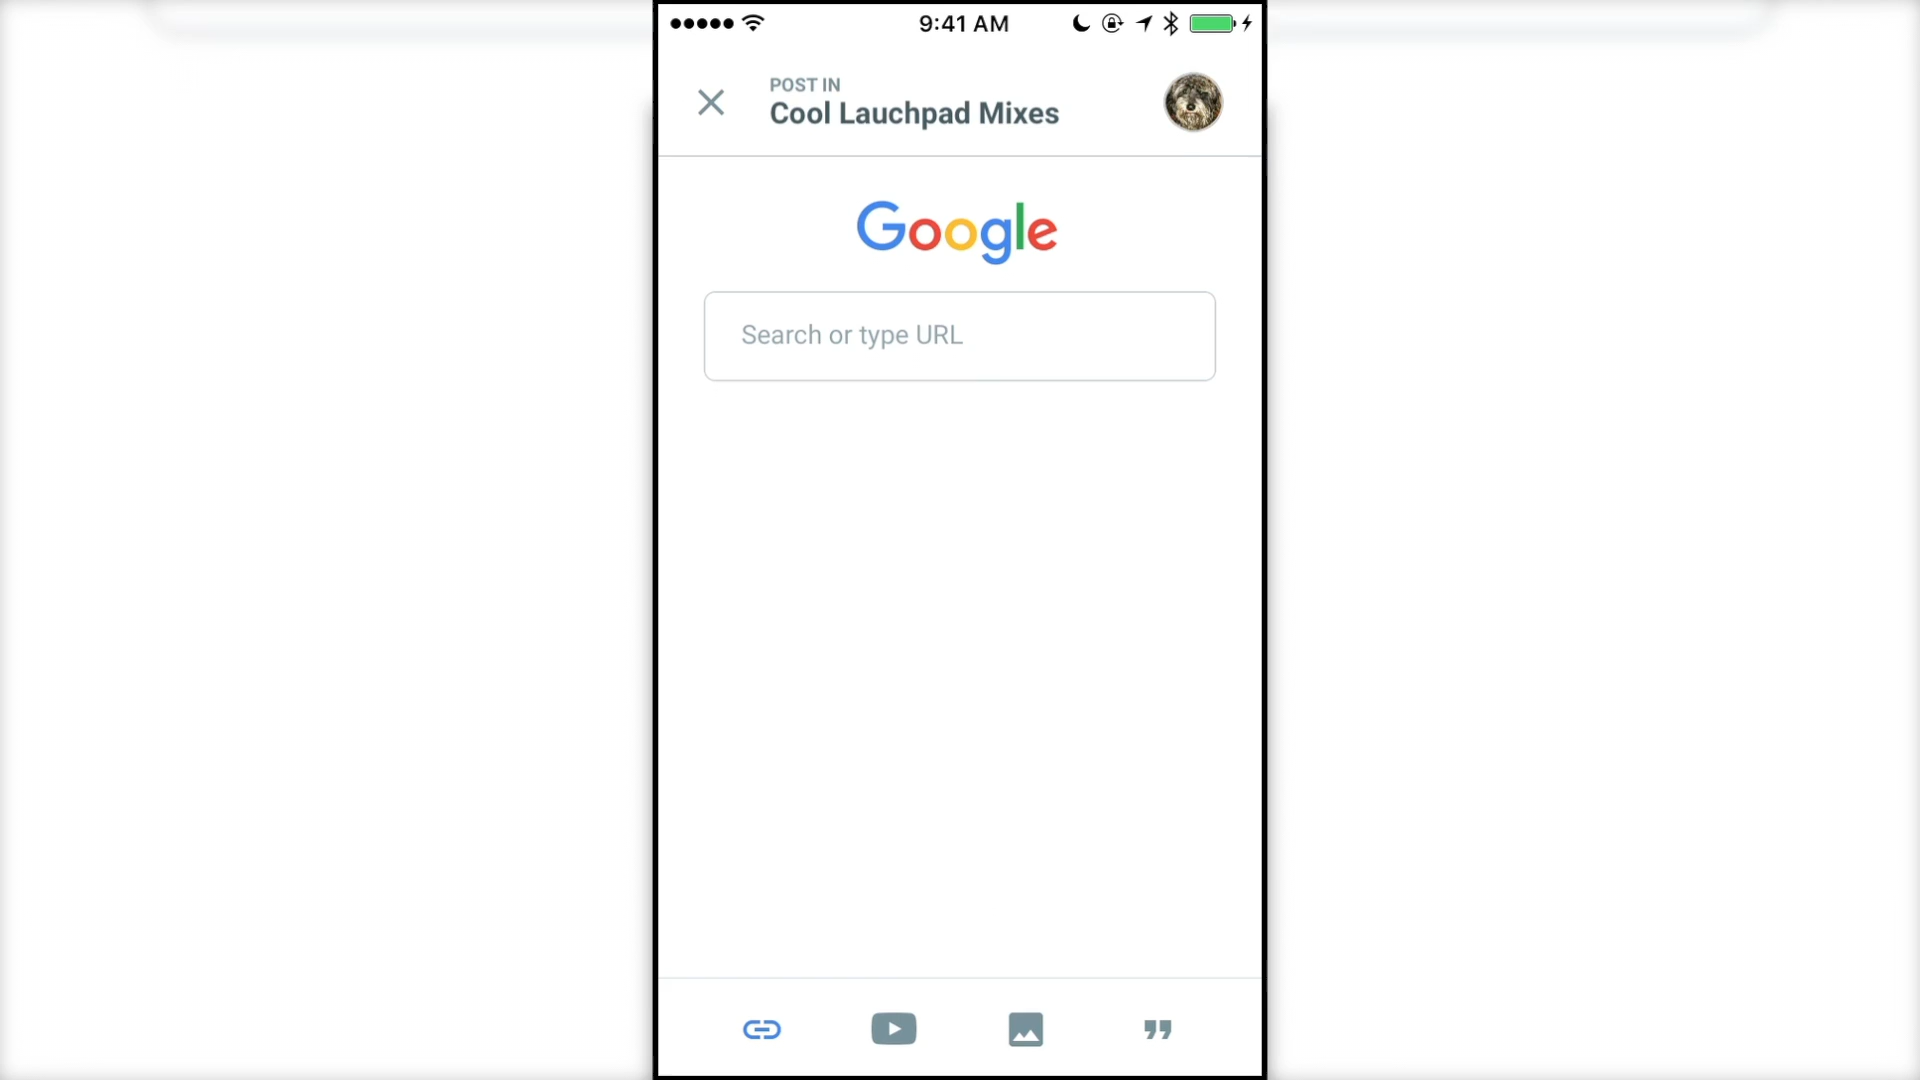 9:41 AM
POST IN
Cool Lauchpad Mixes
Google
Search or type URL